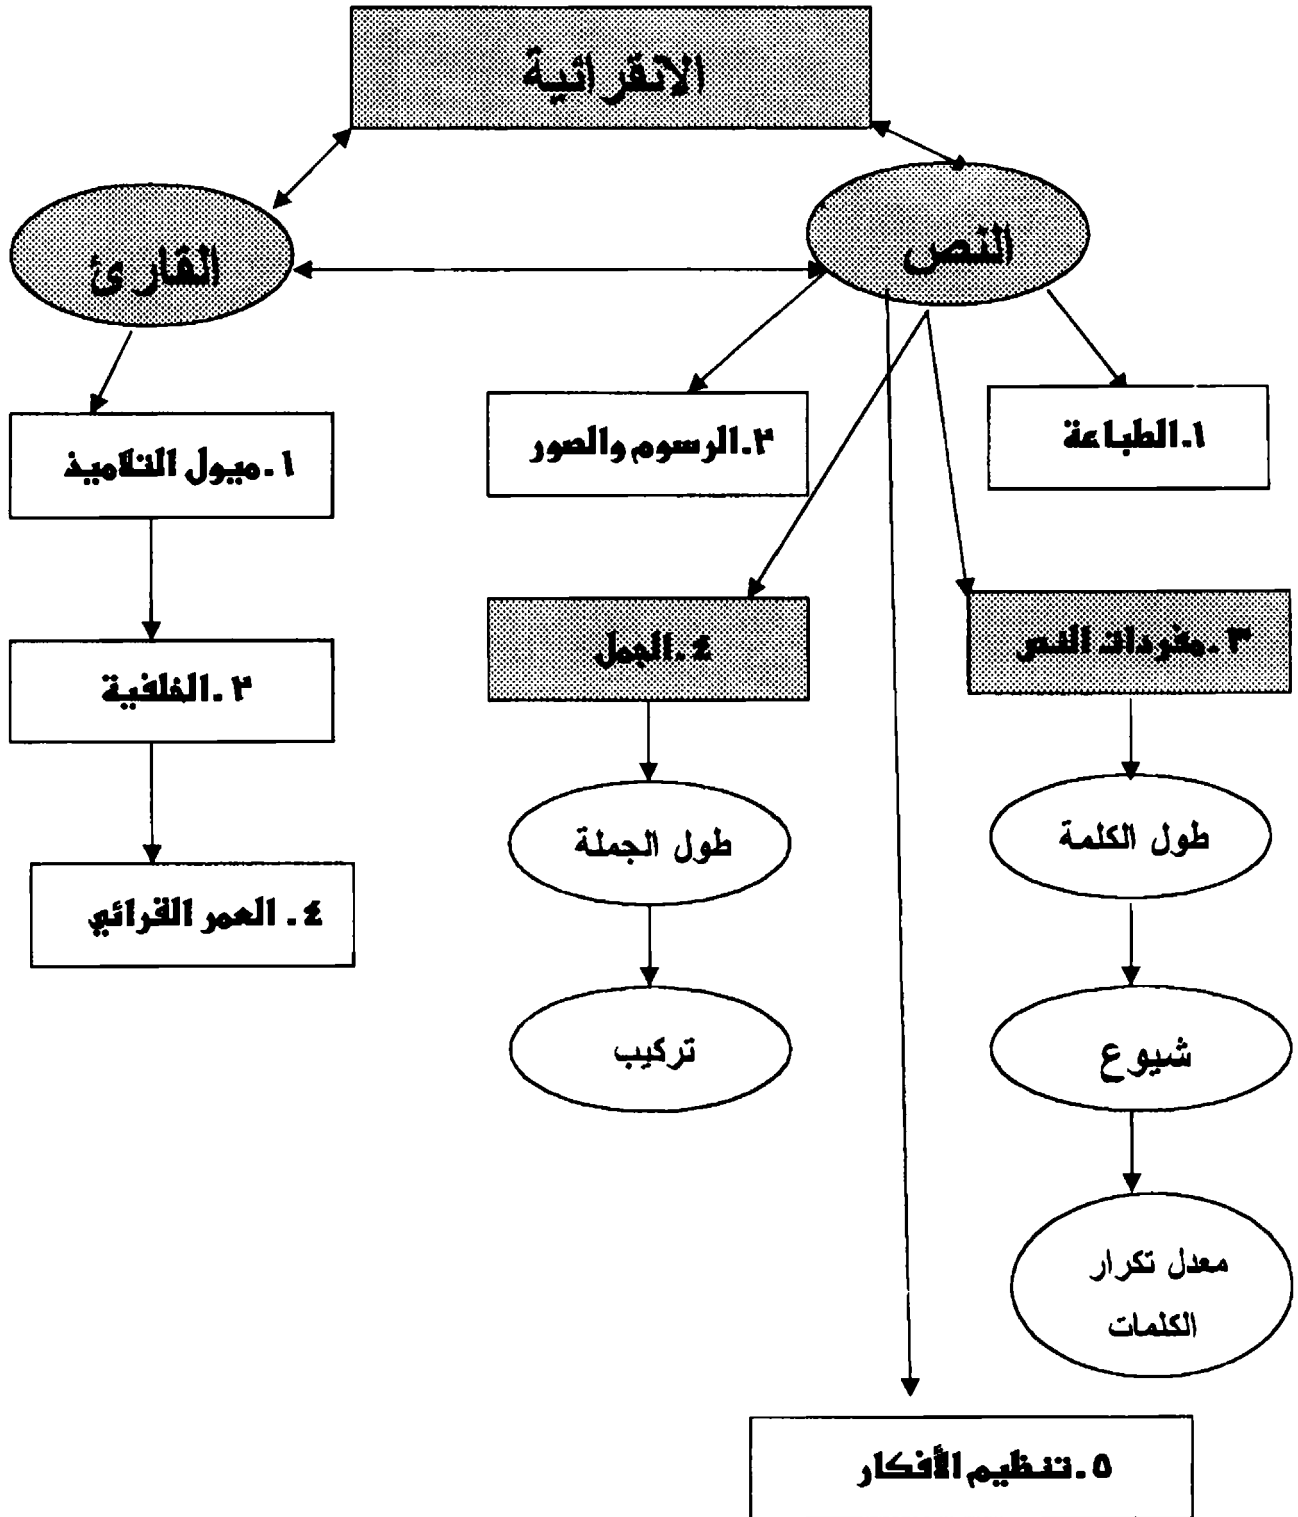 الانقرائية
النص
القارئ
١.الطباعة
٢.الرسوم والصور
١.ميول التلاميذ
٣.مفردات النص
٤.الجمل
٢.الخلفية
طول الكلمة
طول الجملة
٤. العمر القرائي
شيوع
تركيب
معدل تكرار
الكلمات
٥.تنظيم الأفكار